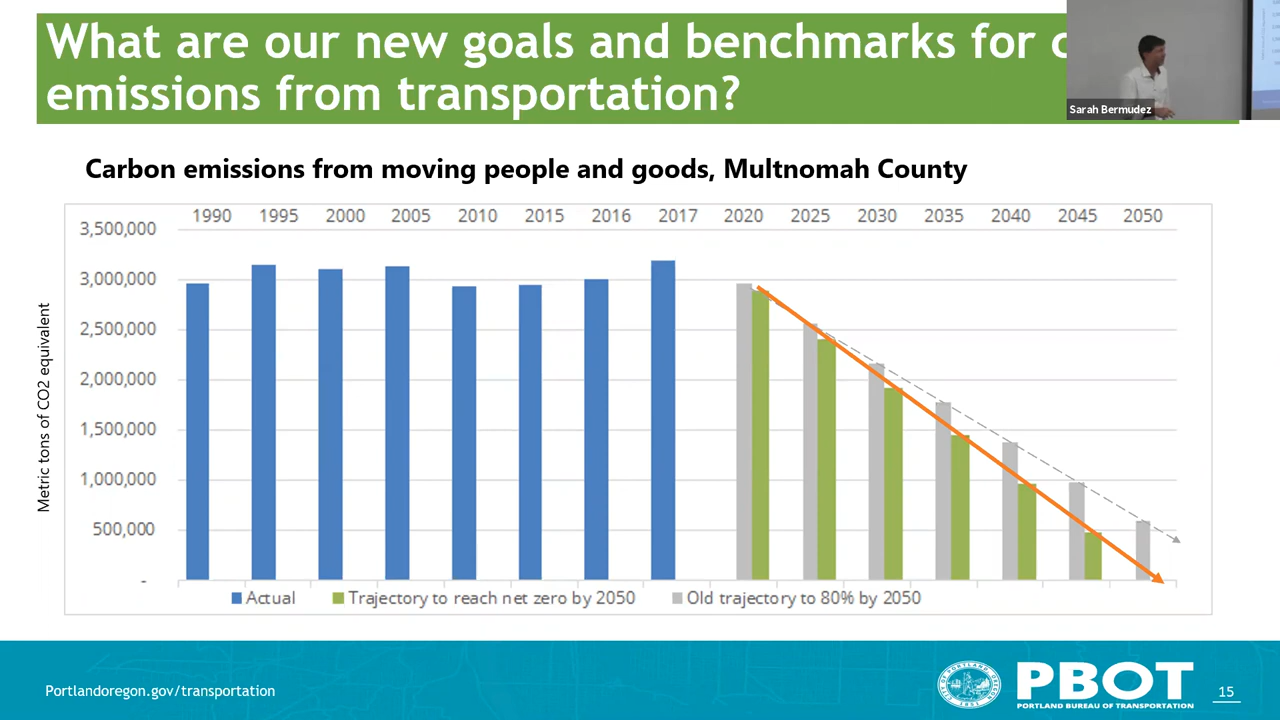 What are our new goals and benchmarks for
emissions from transportation?
Sarah Bermudez
Carbon emissions from moving people and goods, Multnomah County
1990 1995 2000 2005 2010 2015 2016 2017 2020 2025 2030 2035 2040 2045 2050
3,500,000
3,000,000
2,500,000
2,000,000
1,500,000
1,000,000
500,000
-
Metric tons of CO2 equivalent
Actual Trajectory to reach net zero by 2050 Old trajectory to 80% by 2050
Portlandoregon.gov/transportation
PBOT
PORTLAND BUREAU OF TRANSPORTATION
15